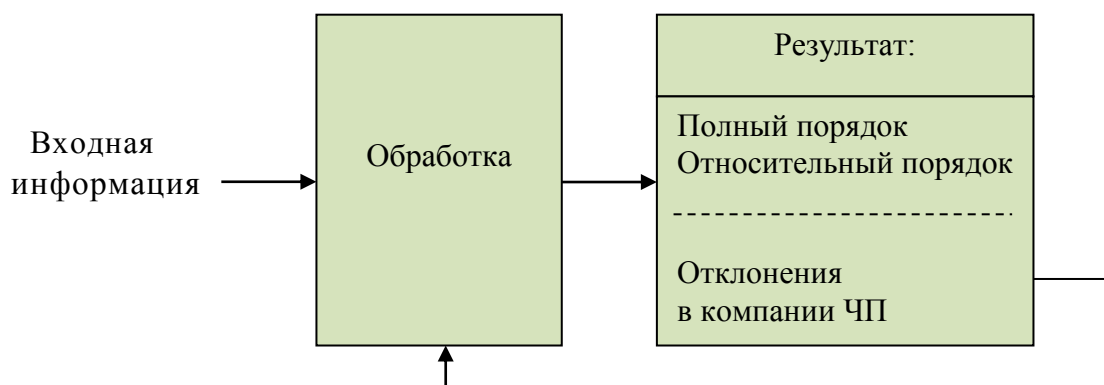 Входная
информация
Обработка
Результат:
Полный порядок
Относительный порядок
Отклонения
в компании ЧП